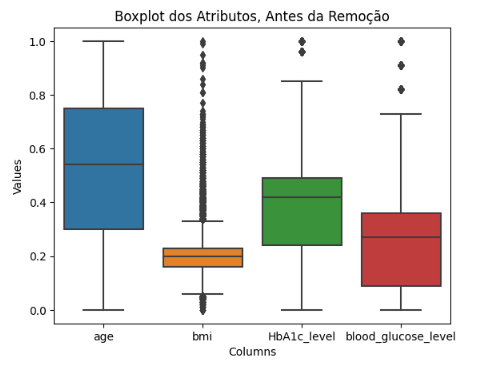 Boxplot dos Atributos, Antes da Remoção
1.0
0.8
0.6
0.4
0.2
0.0
Values
age bmi HbA1c_level blood_glucose_level
Columns